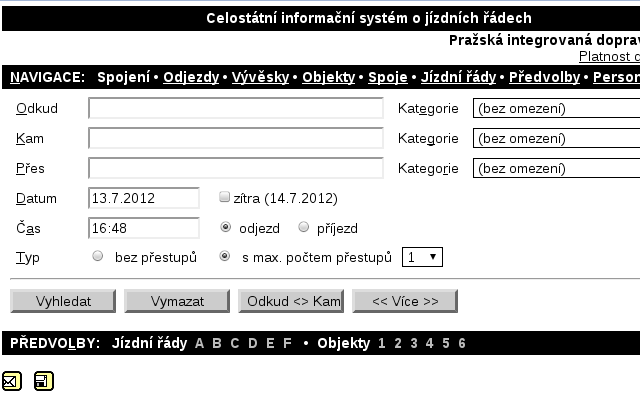 Celostátní informační systém o jízdních řádech
Pražská integrovaná
Platnost
NAVIGACE: Spojení • Odjezdy • Vývěsky • Objekty • Spoje • Jízdní řády • Předvolby •
Odkud Kategorie (bez omezení)
Kam Kategorie (bez omezení)
Přes Kategorie (bez omezení)
Datum 13.7.2012 zítra (14.7.2012)
Čas 16:48 odjezd příjezd
Typ bez přestupů s max. počtem přestupů 1
Vyhledat Vymazat Odkud <> Kam << Více >>
PŘEDVOLBY: Jízdní řády A B C D E F • Objekty 1 2 3 4 5 6